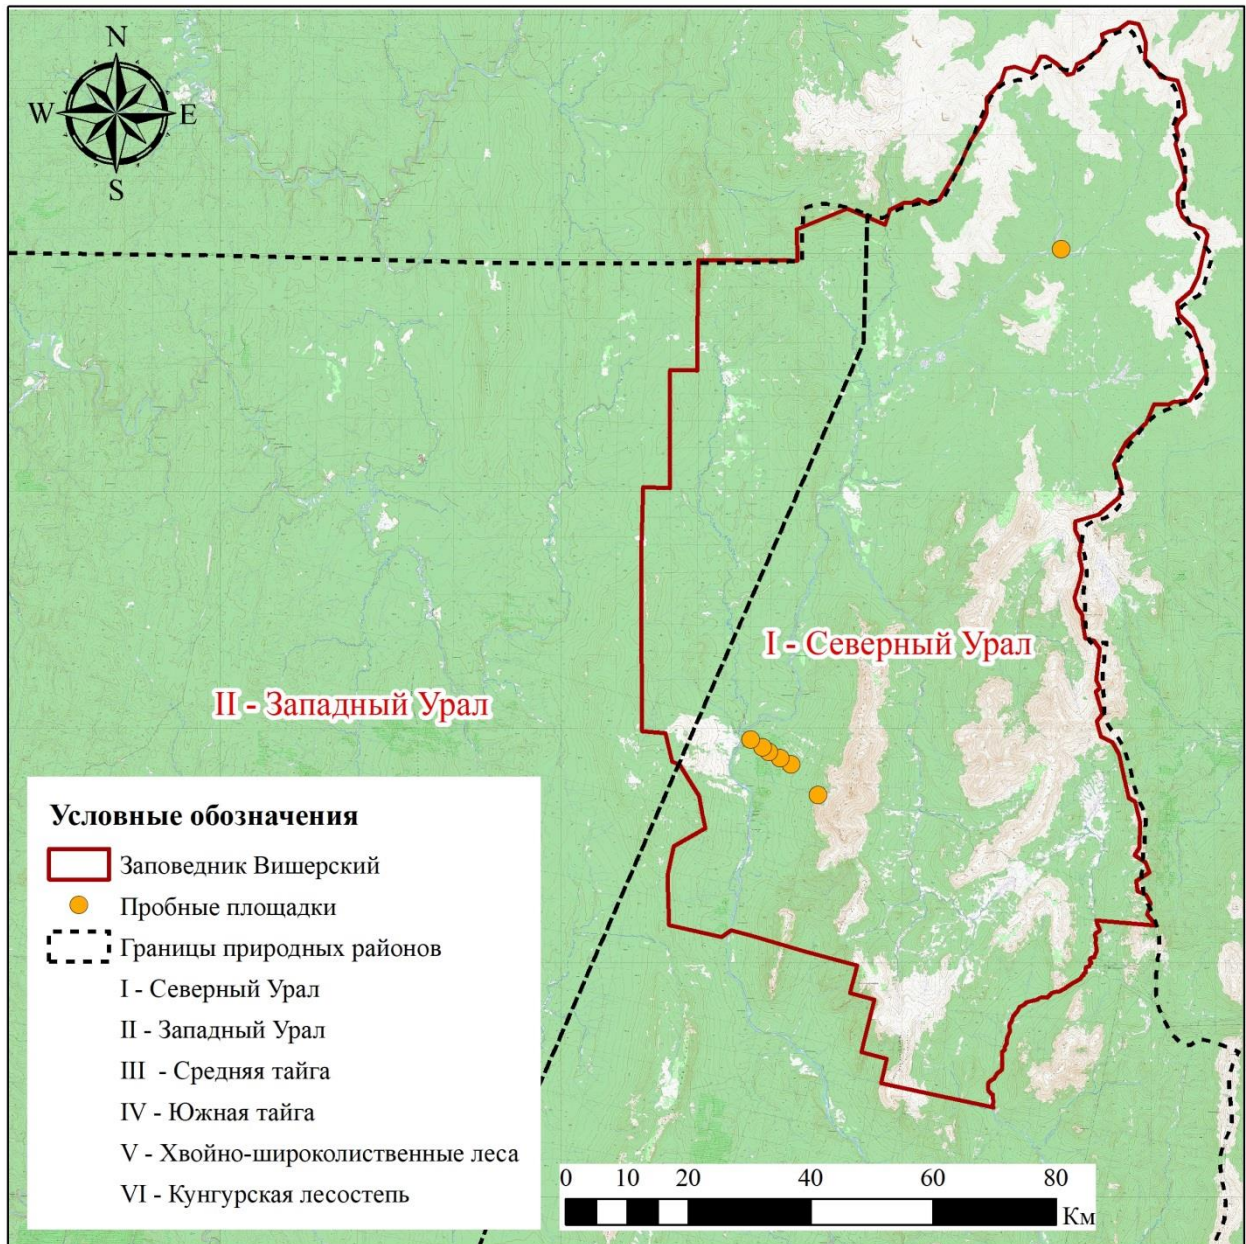 N
W E
S
I - Северный Урал
II - Западный Урал
Условные обозначения
Заповедник Вишерский
Пробные площадки
Границы природных районов
I - Северный Урал
II - Западный Урал
III - Средняя тайга
IV - Южная тайга
V - Хвойно-широколиственные леса
VI - Кунгурская лесостепь
0 10 20 40 60 80
Км